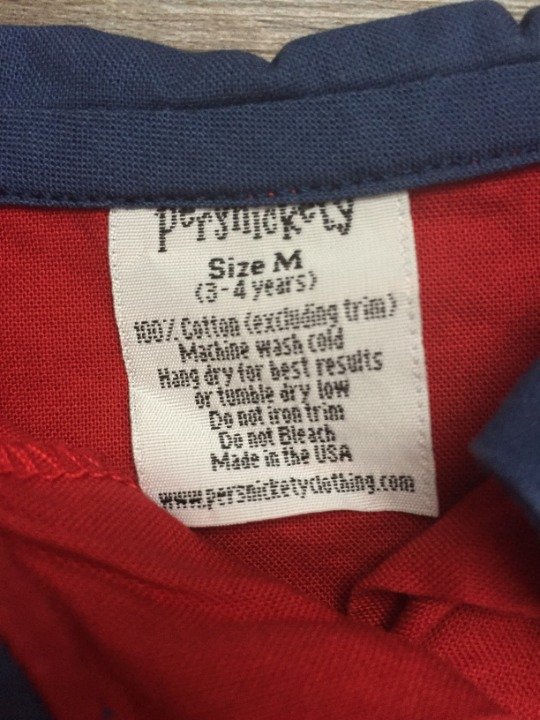 persnickety
Size M
(3-4 years)
100% Cotton (excluding trim)
Machine wash cold
Hang dry for best results
or tumble dry low
Do not iron trim
Do not Bleach
Made in the USA
www.persnicketyclothing.com